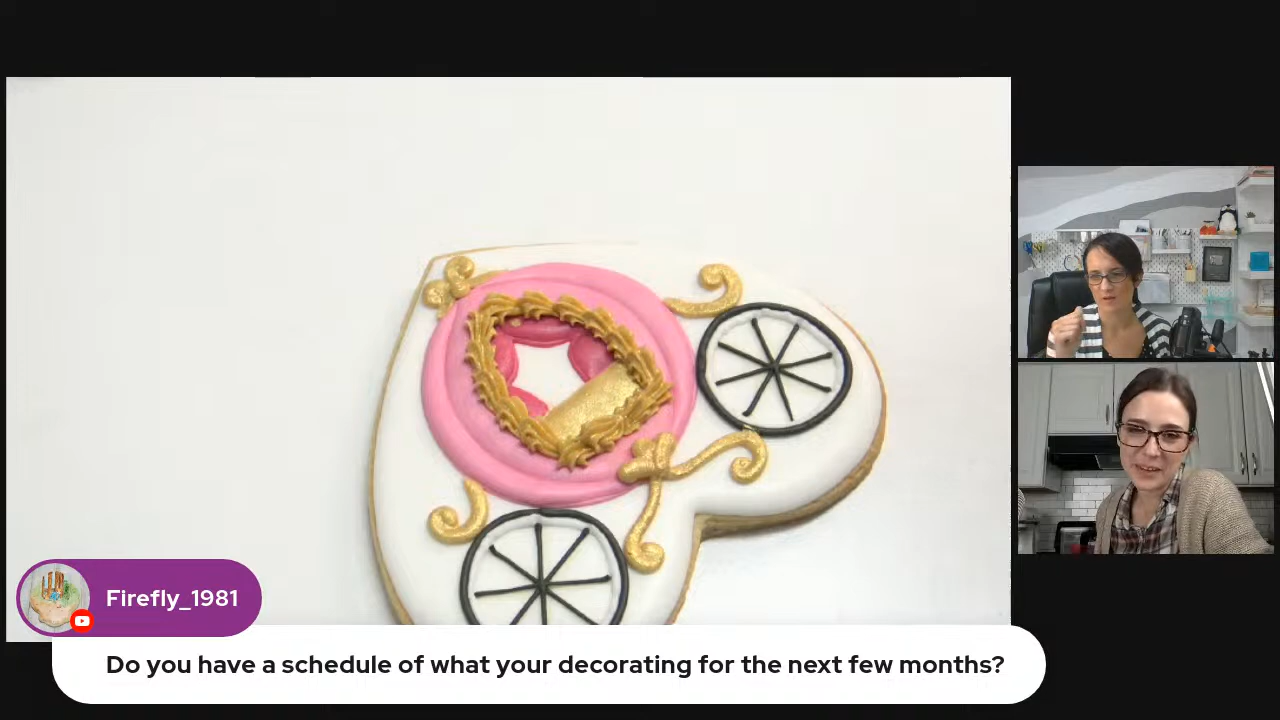 Firefly_1981
Do you have a schedule of what your decorating for the next few months?